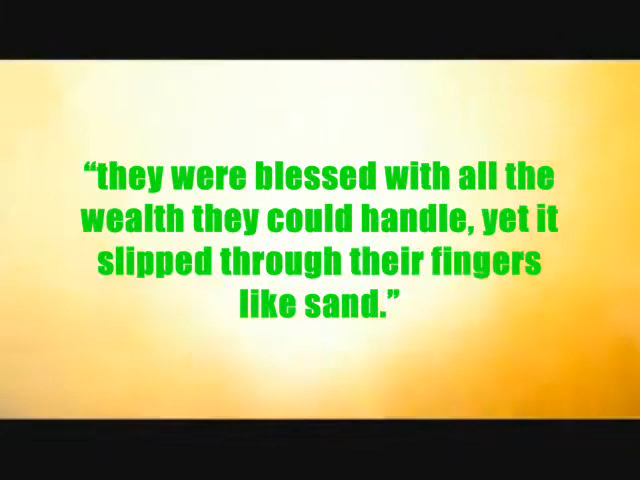 “they were blessed with all the
wealth they could handle, yet it
slipped through their fingers
like sand.”